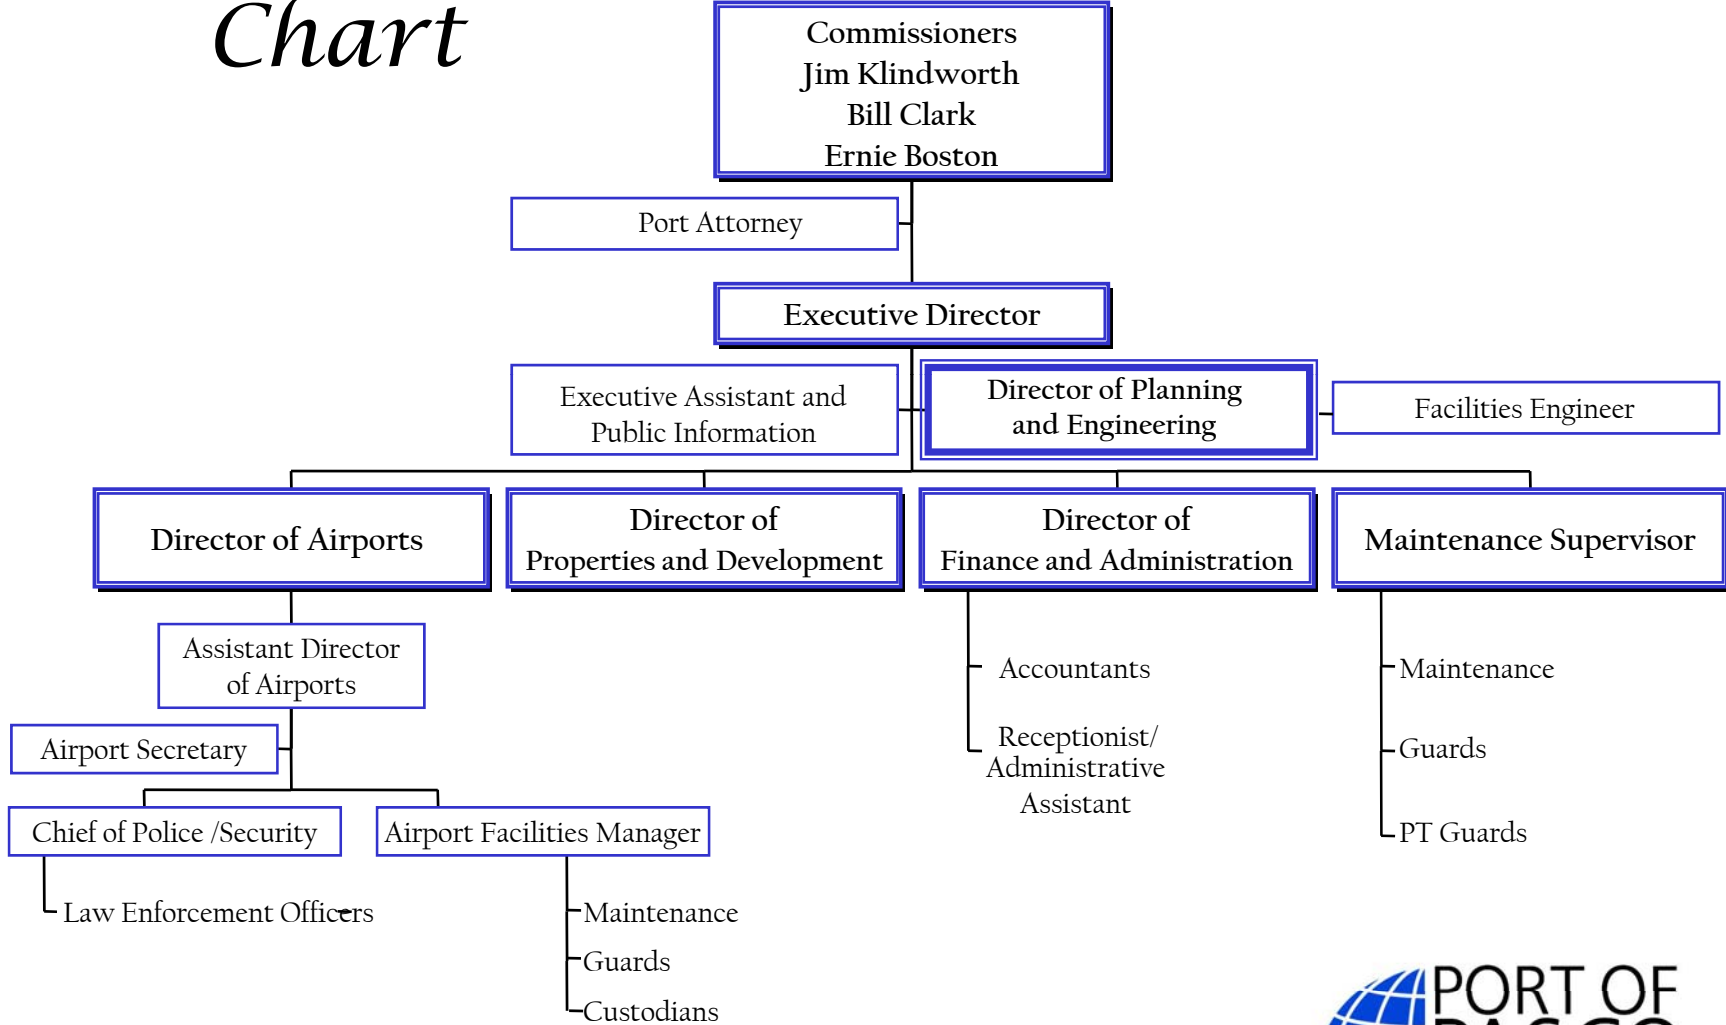 Chart
Commissioners
Jim Klindworth
Bill Clark
Ernie Boston
Port Attorney
Executive Director
Executive Assistant and
Public Information
Director of Planning
and Engineering
Facilities Engineer
Director of Airports
Director of
Properties and Development
Director of
Finance and Administration
Maintenance Supervisor
Assistant Director
of Airports
Airport Secretary
Chief of Police /Security
Airport Facilities Manager
Law Enforcement Officers
Maintenance
Guards
Custodians
Accountants
Receptionist/
Administrative
Assistant
Maintenance
Guards
PT Guards
PORT OF
PASCO